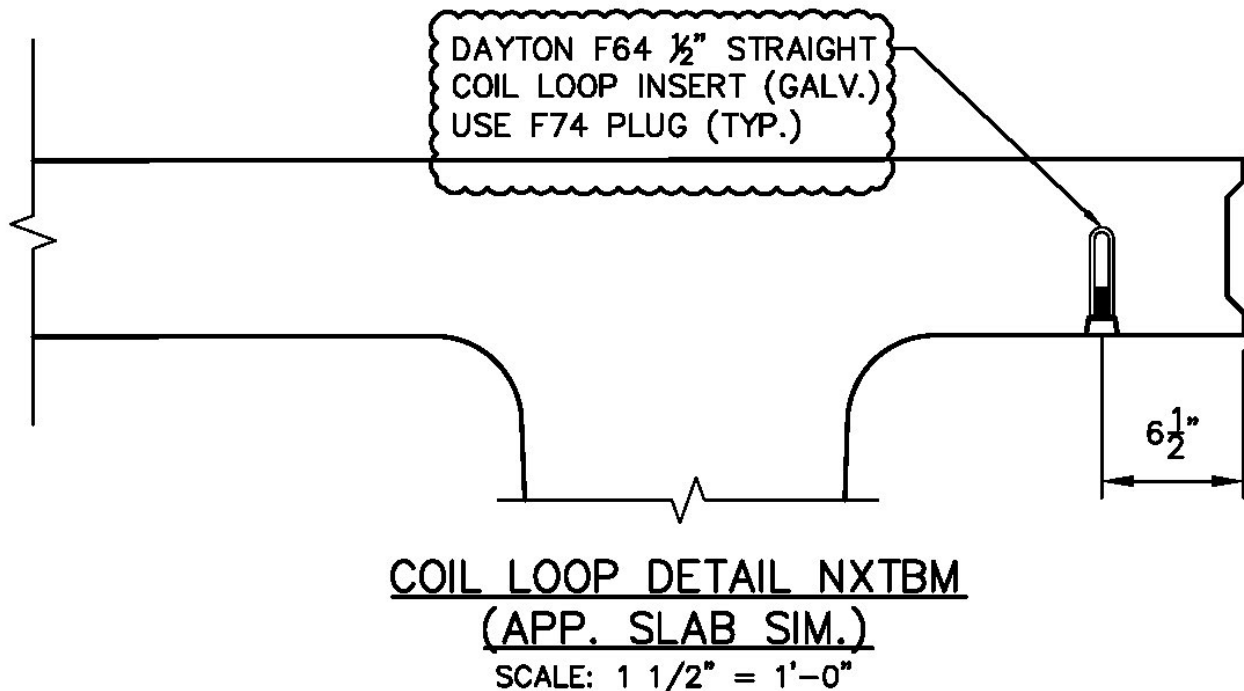 DAYTON F64 ½" STRAIGHT
COIL LOOP INSERT (GALV.)
USE F74 PLUG (TYP.)
6½"
COIL LOOP DETAIL NXTBM
(APP. SLAB SIM.)
SCALE: 1 1/2" = 1'-0"